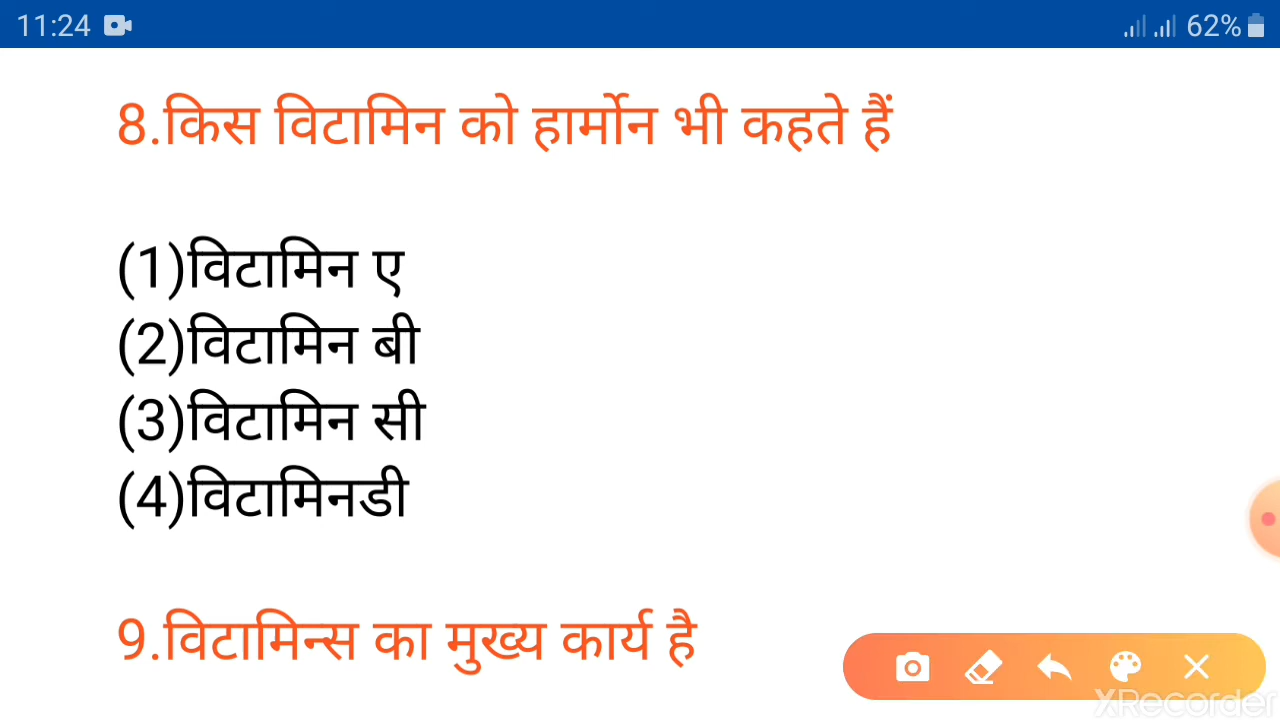 11:24 62%
8.किस विटामिन को हार्मोन भी कहते हैं
(1)विटामिन ए
(2)विटामिन बी
(3)विटामिन सी
(4)विटामिनडी
9.विटामिन्स का मुख्य कार्य है
XRecorder